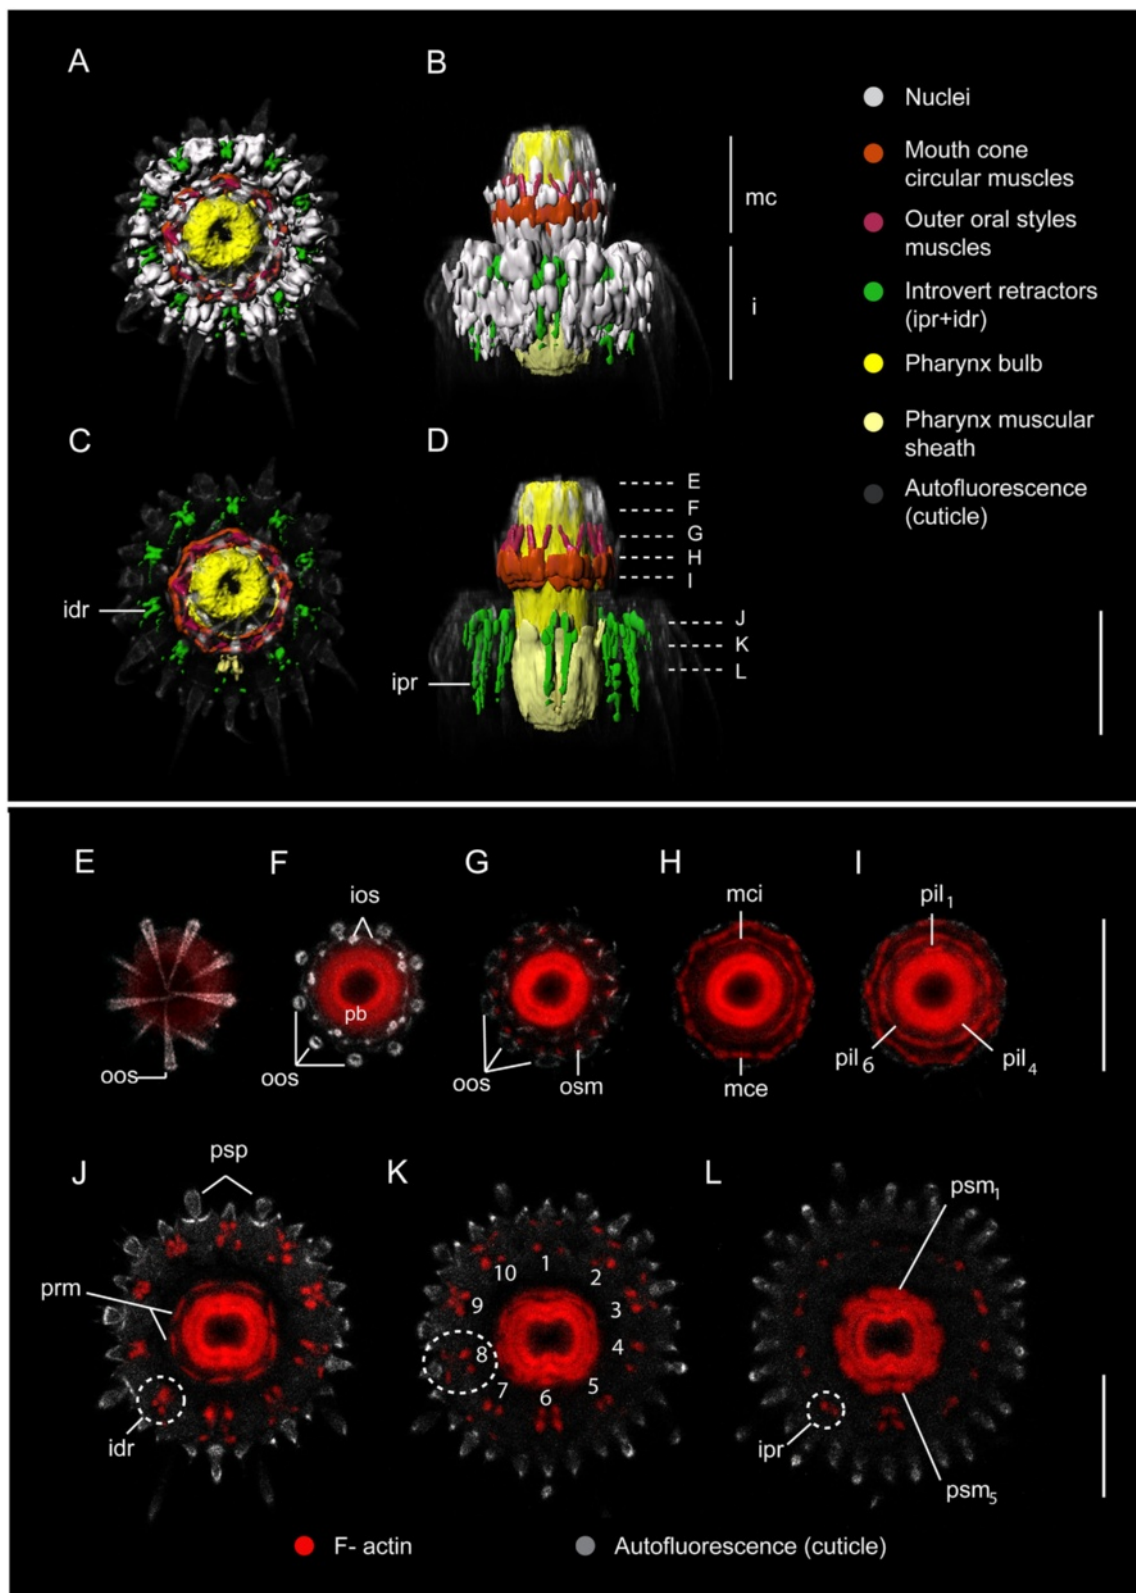 A
B
Nuclei
Mouth cone
circular muscles
Outer oral styles
muscles
Introvert retractors
(ipr+idr)
Pharynx bulb
Pharynx muscular
sheath
Autofluorescence
(cuticle)
mc
i
C
D
idr
ipr
E
F
G
H
I
J
K
L
E
F
G
H
I
ios
pb
oos
oos
oos
osm
mci
mce
pil1
pil6
pil4
J
K
L
psp
prm
idr
1
2
3
4
5
6
7
8
9
10
psm1
ipr
psm5
F- actin
Autofluorescence (cuticle)